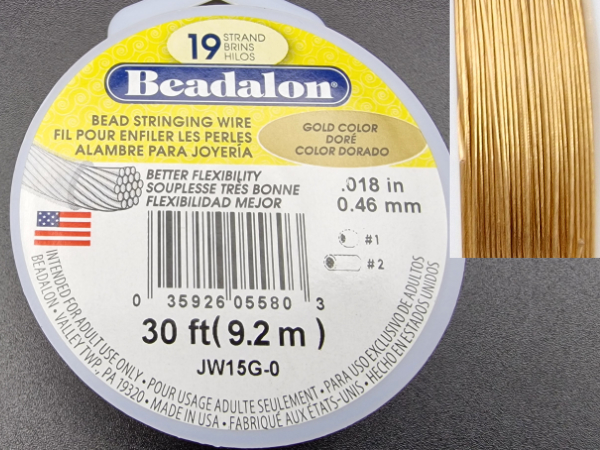 19 STRAND
BRINS
HILOS
Beadalon
BEAD STRINGING WIRE
FIL POUR ENFILER LES PERLES
ALAMBRE PARA JOYERÍA
GOLD COLOR
DORÉ
COLOR DORADO
BETTER FLEXIBILITY
SOUPLESSE TRÈS BONNE
FLEXIBILIDAD MEJOR
.018 in
0.46 mm
#1
#2
0 35926 05580 3
30 ft( 9.2 m )
JW15G-0
INTENDED FOR ADULT USE ONLY • POUR USAGE ADULTE SEULEMENT • PARA USO EXCLUSIVO DE ADULTOS
BEADALON • VALLEY TWP., PA 19320 • MADE IN USA • FABRIQUÉ AUX ÉTATS-UNIS • HECHO EN ESTADOS UNIDOS